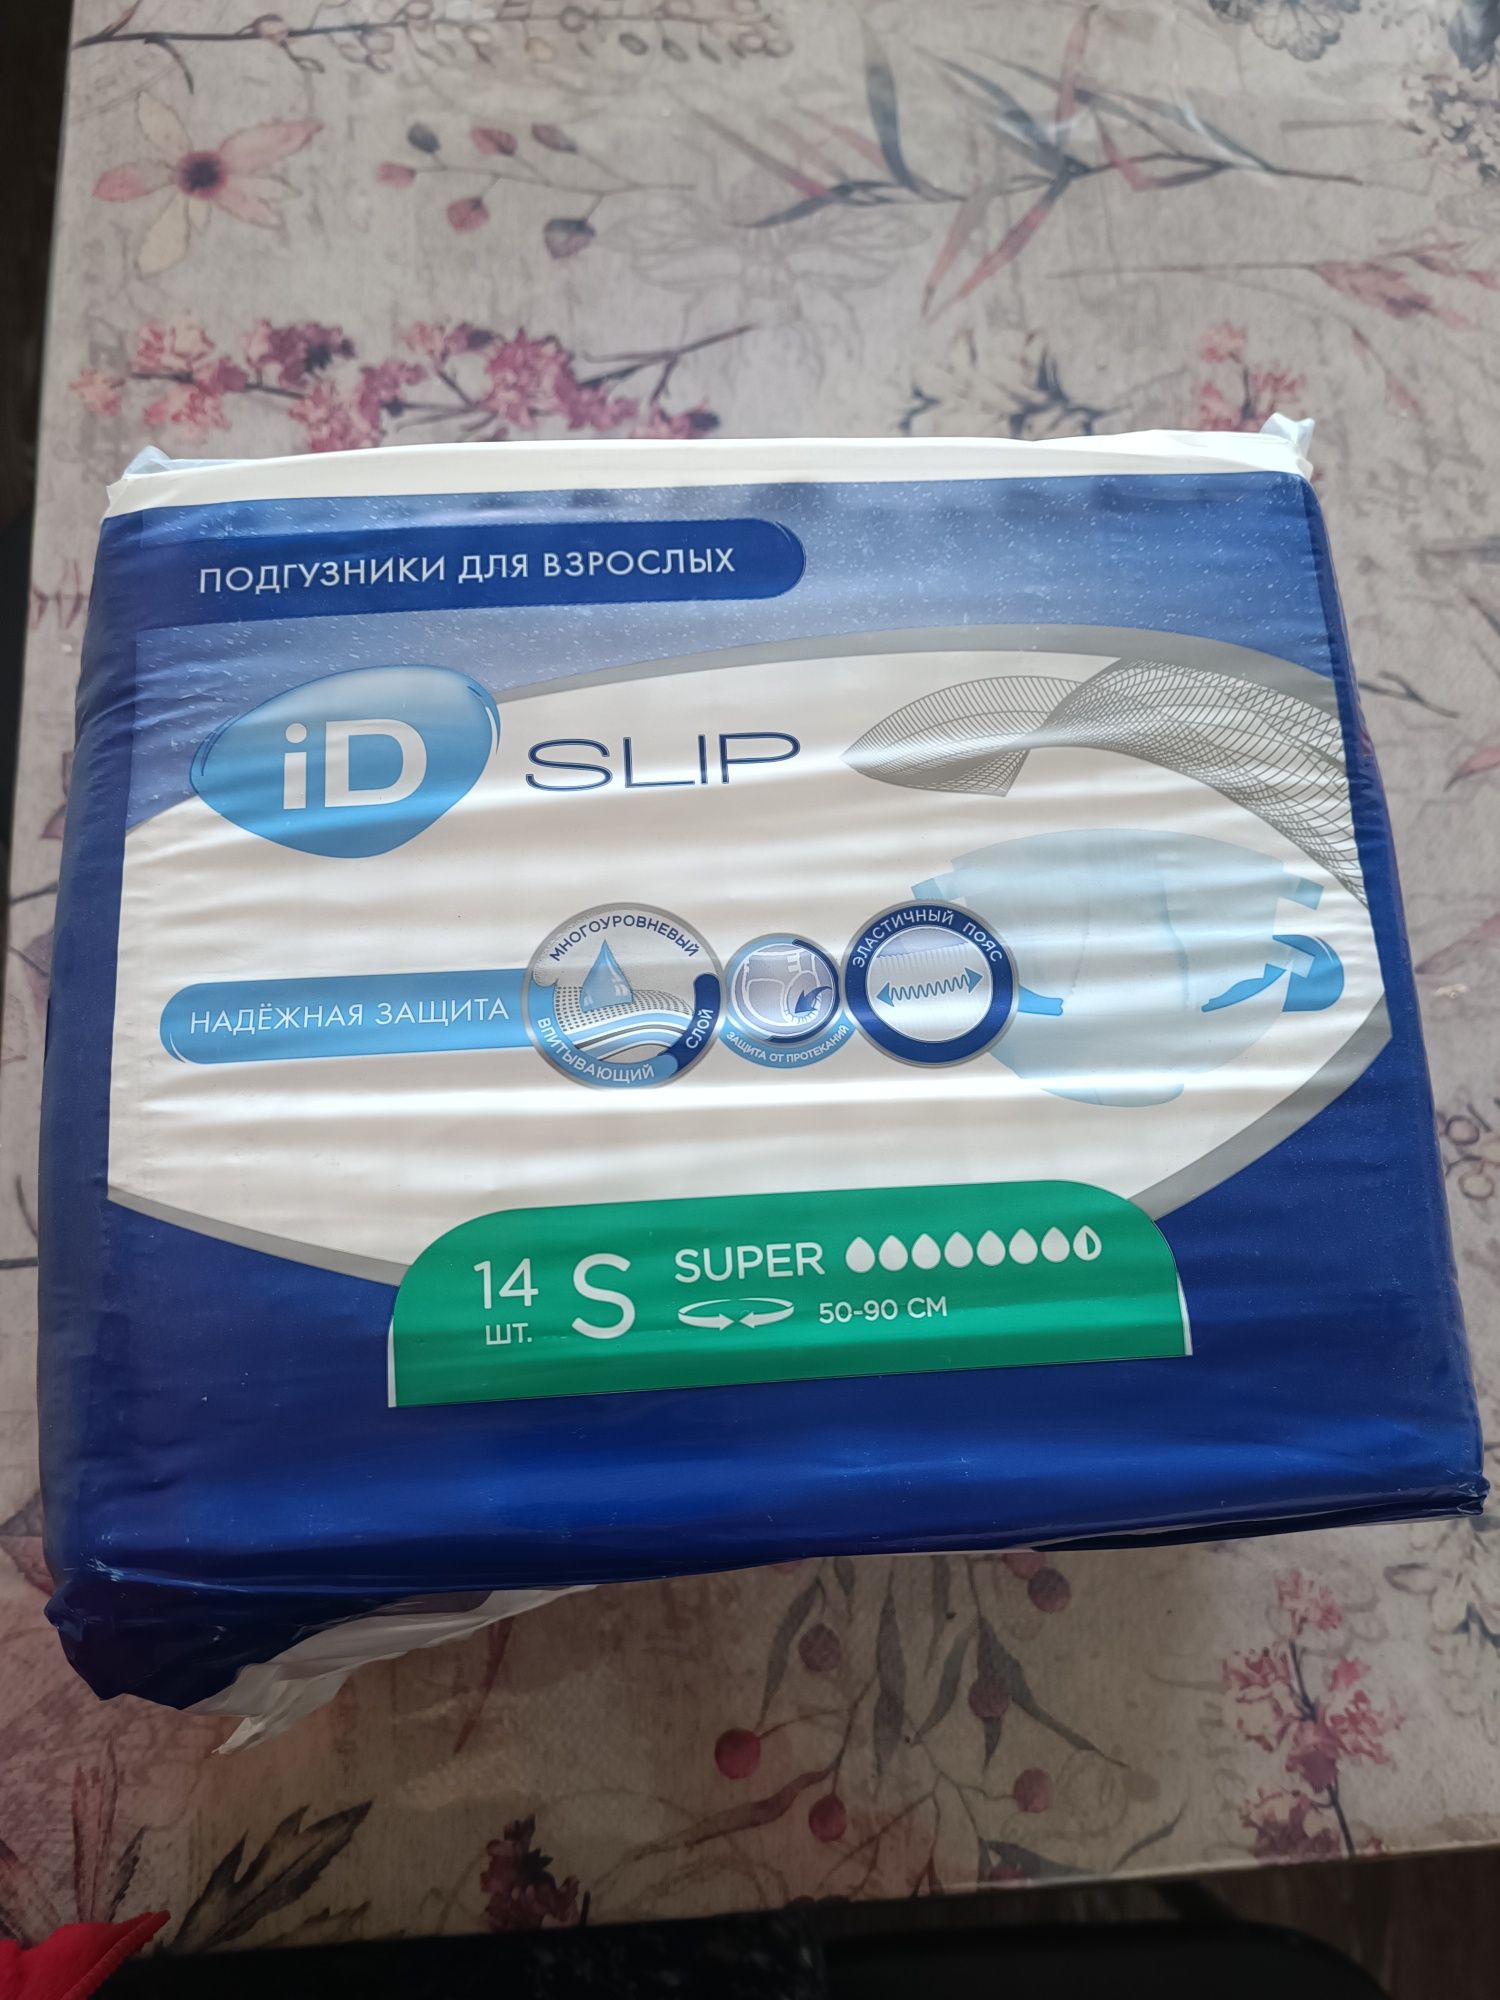 ПОДГУЗНИКИ ДЛЯ ВЗРОСЛЫХ
iD SLIP
НАДЁЖНАЯ ЗАЩИТА
МНОГОУРОВНЕВЫЙ
ВПИТЫВАЮЩИЙ СЛОЙ
ЗАЩИТА ОТ ПРОТЕКАНИЙ
ЭЛАСТИЧНЫЙ ПОЯС
14 ШТ.
S
SUPER
50-90 СМ